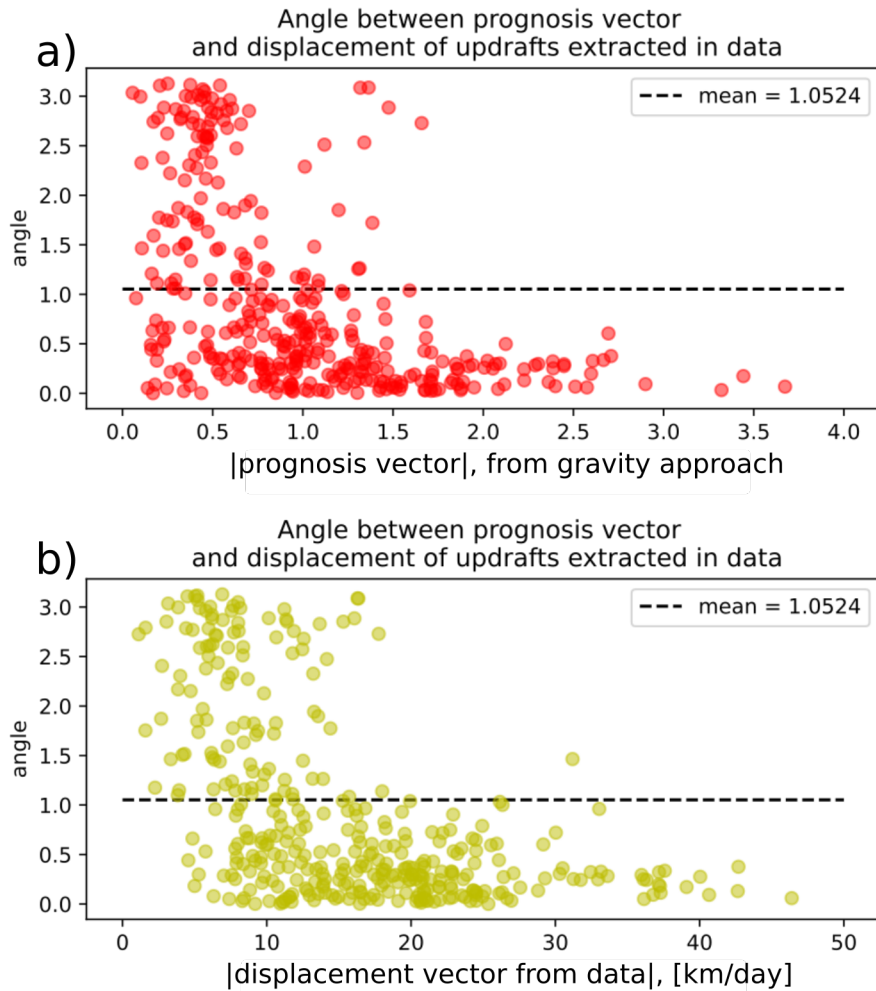 a)
Angle between prognosis vector
and displacement of updrafts extracted in data
mean = 1.0524
angle
3.0
2.5
2.0
1.5
1.0
0.5
0.0
0.0 0.5 1.0 1.5 2.0 2.5 3.0 3.5 4.0
|prognosis vector|, from gravity approach
b)
Angle between prognosis vector
and displacement of updrafts extracted in data
mean = 1.0524
angle
3.0
2.5
2.0
1.5
1.0
0.5
0.0
0 10 20 30 40 50
|displacement vector from data|, [km/day]